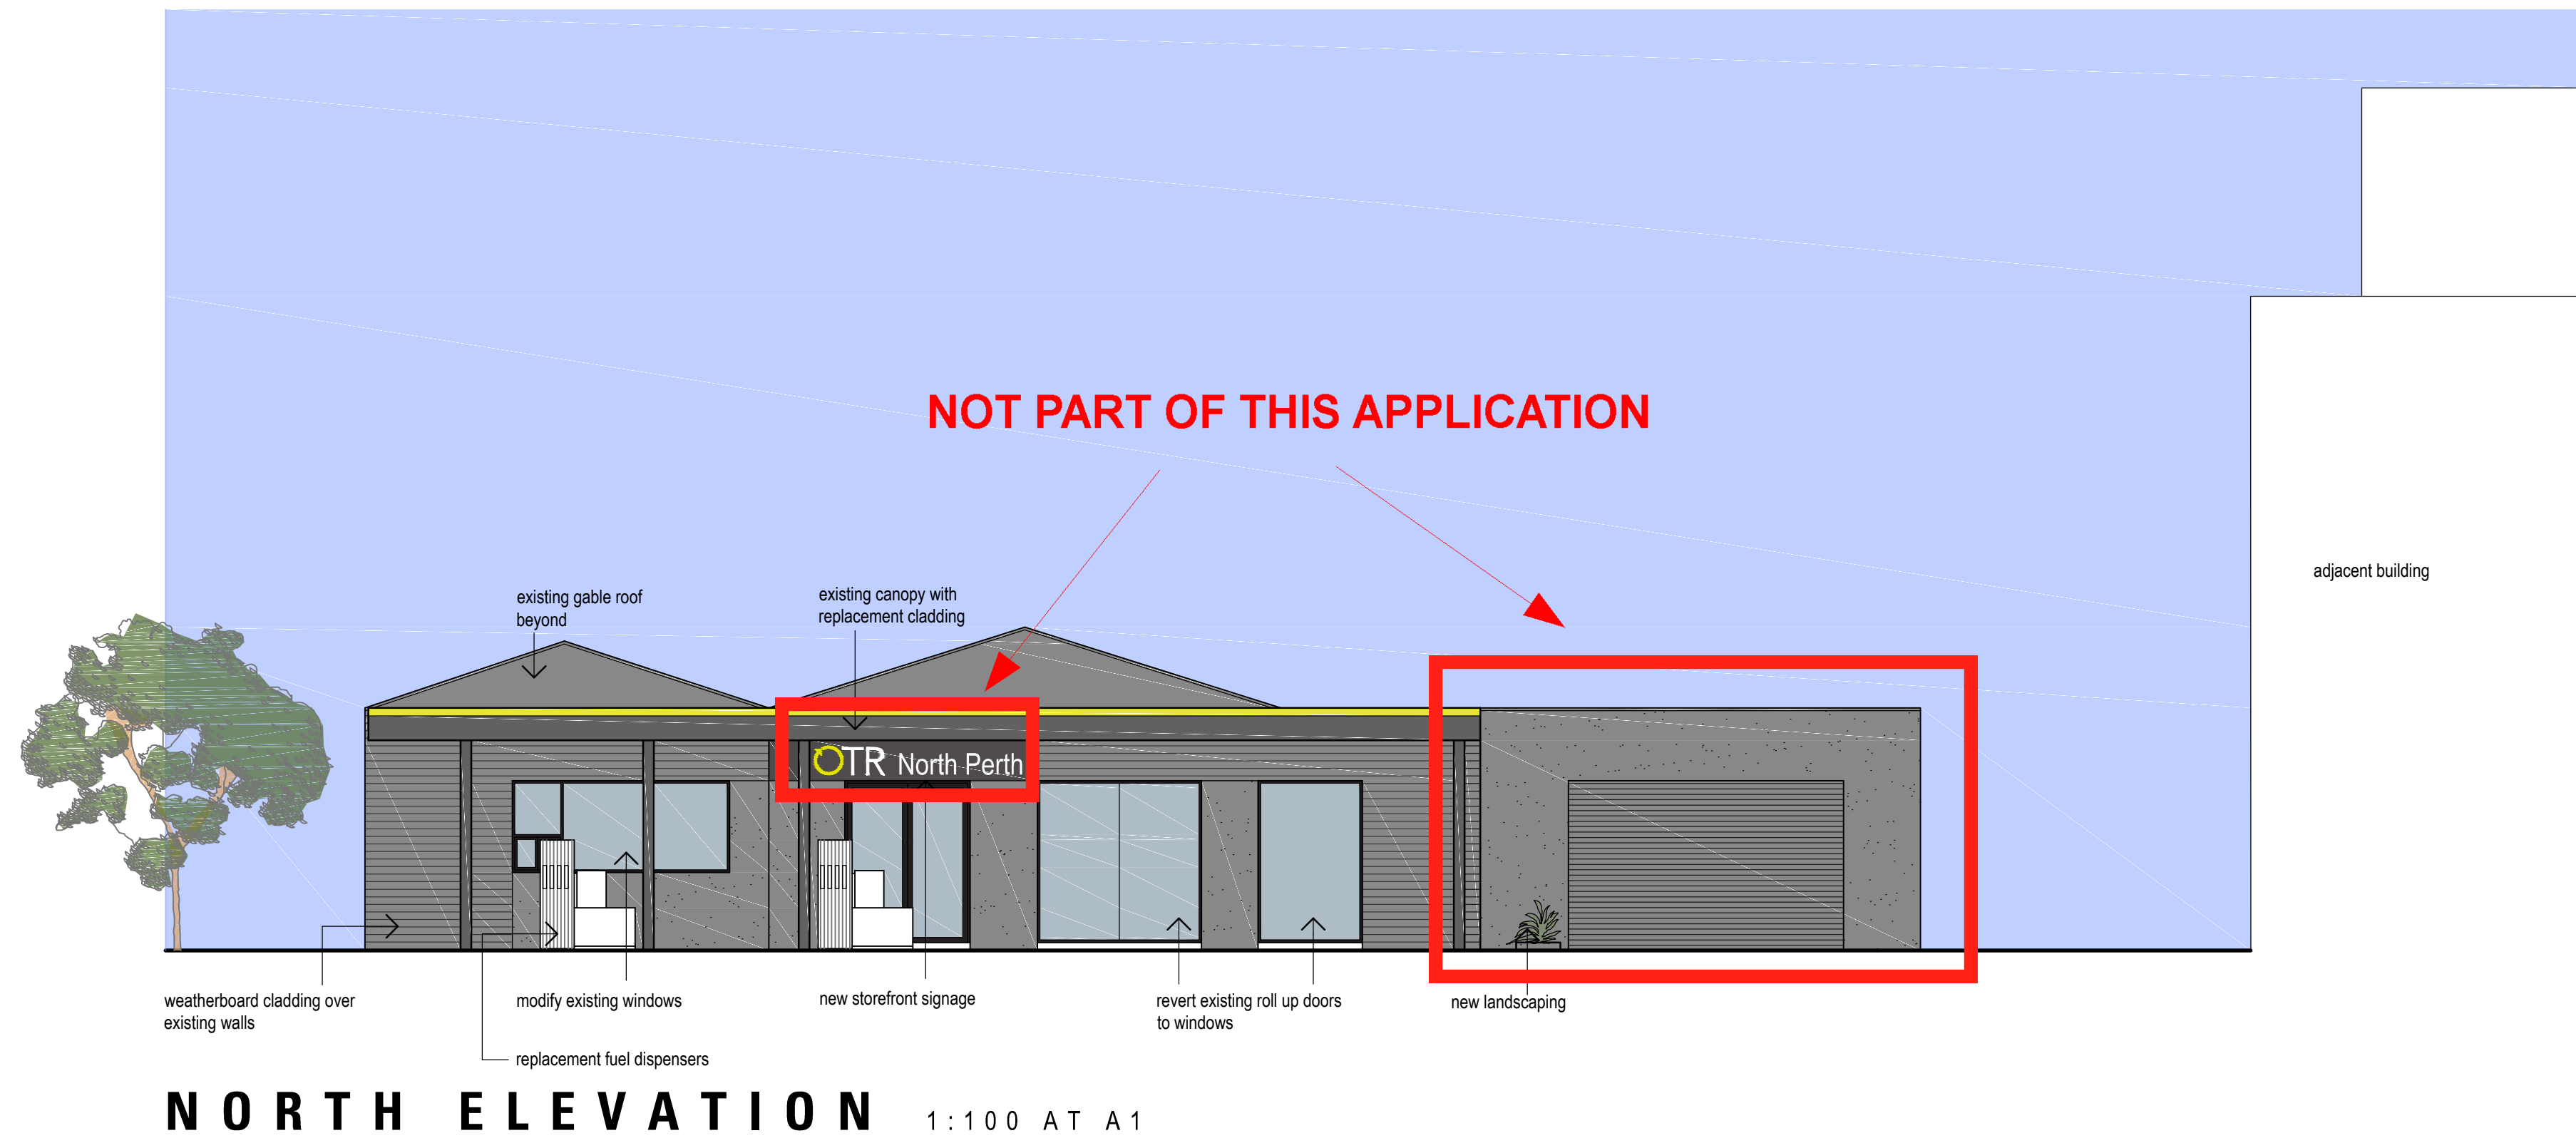 NOT PART OF THIS APPLICATION
adjacent building
existing gable roof
beyond
existing canopy with
replacement cladding
OTR North Perth
weatherboard cladding over
existing walls
modify existing windows
new storefront signage
revert existing roll up doors
to windows
new landscaping
replacement fuel dispensers
NORTH ELEVATION 1:100 AT A1